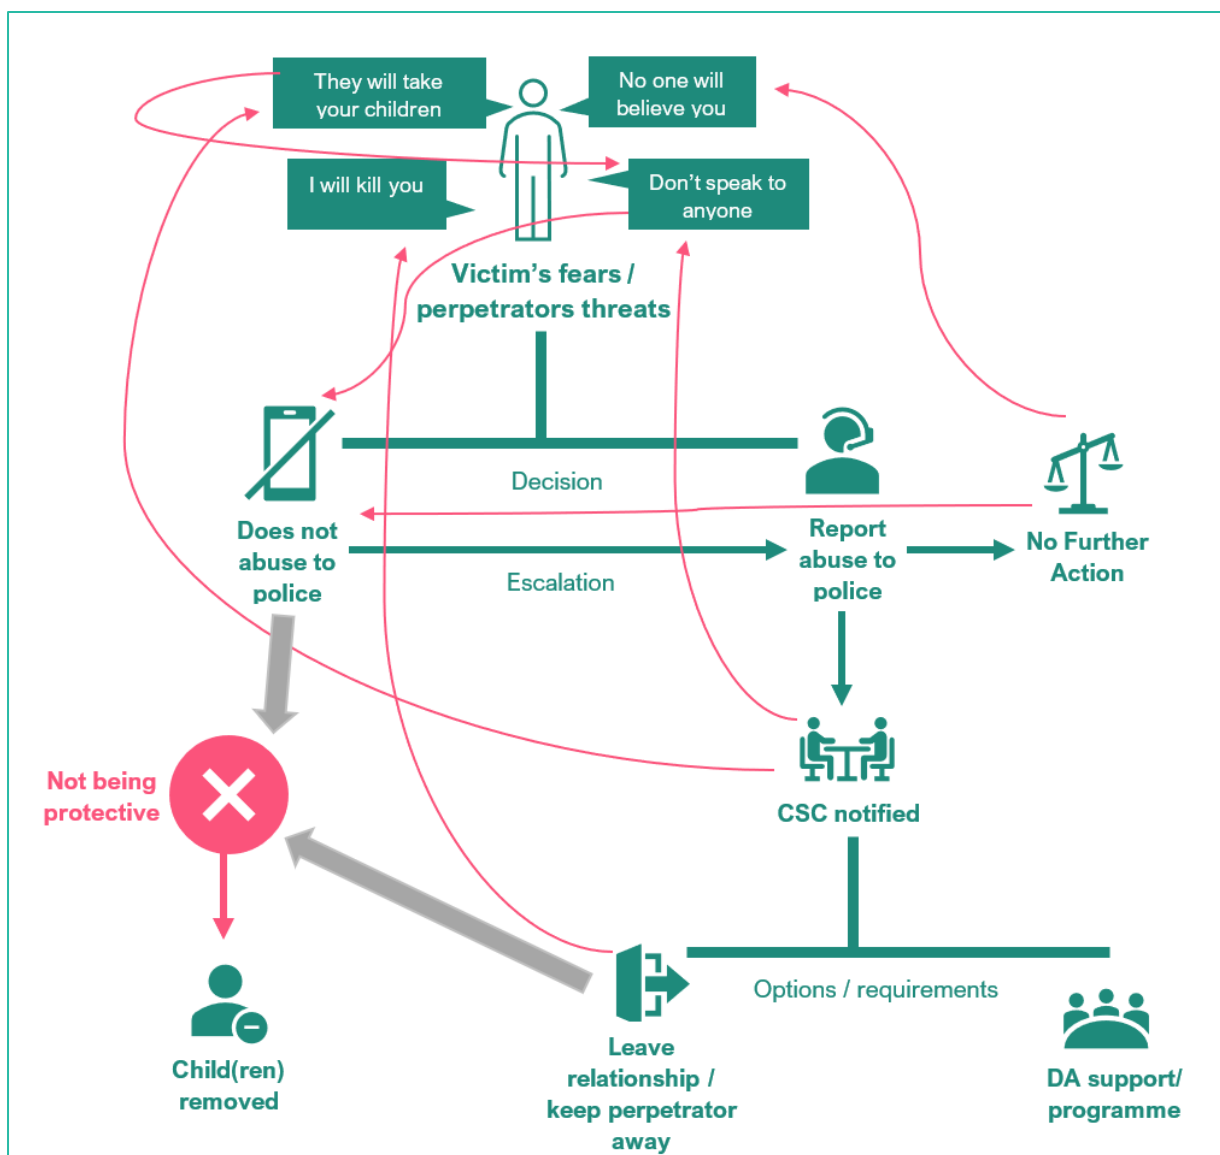 They will take
your children
No one will
believe you
I will kill you
Don't speak to
anyone
Victim's fears /
perpetrators threats
Decision
Does not
abuse to
police
Escalation
Report
abuse to
police
No Further
Action
Not being
protective
CSC notified
Options / requirements
Child(ren)
removed
Leave
relationship /
keep perpetrator
away
DA support/
programme